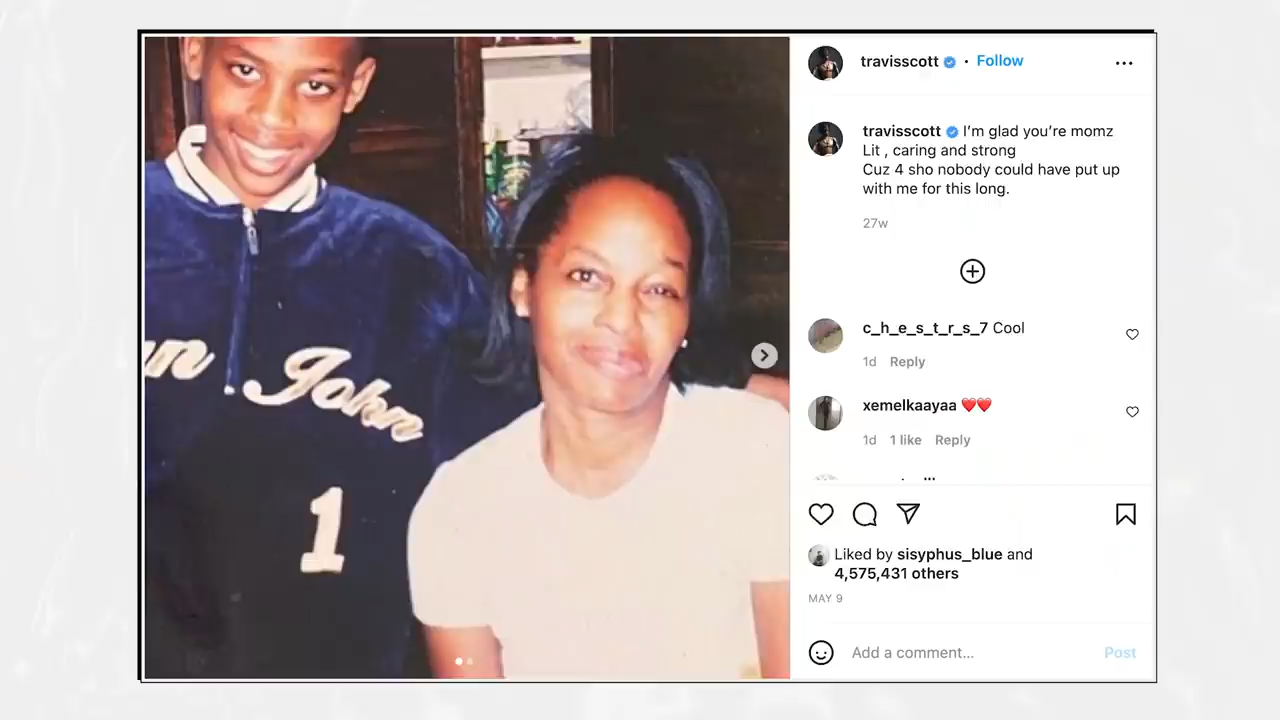 travisscott • Follow
travisscott I’m glad you’re momz
Lit , caring and strong
Cuz 4 sho nobody could have put up
with me for this long.
27w
c_h_e_s_t_r_s_7 Cool
1d Reply
xemelkaayaa ❤️❤️
1d 1 like Reply
Liked by sisyphus_blue and
4,575,431 others
MAY 9
Add a comment... Post
John
1